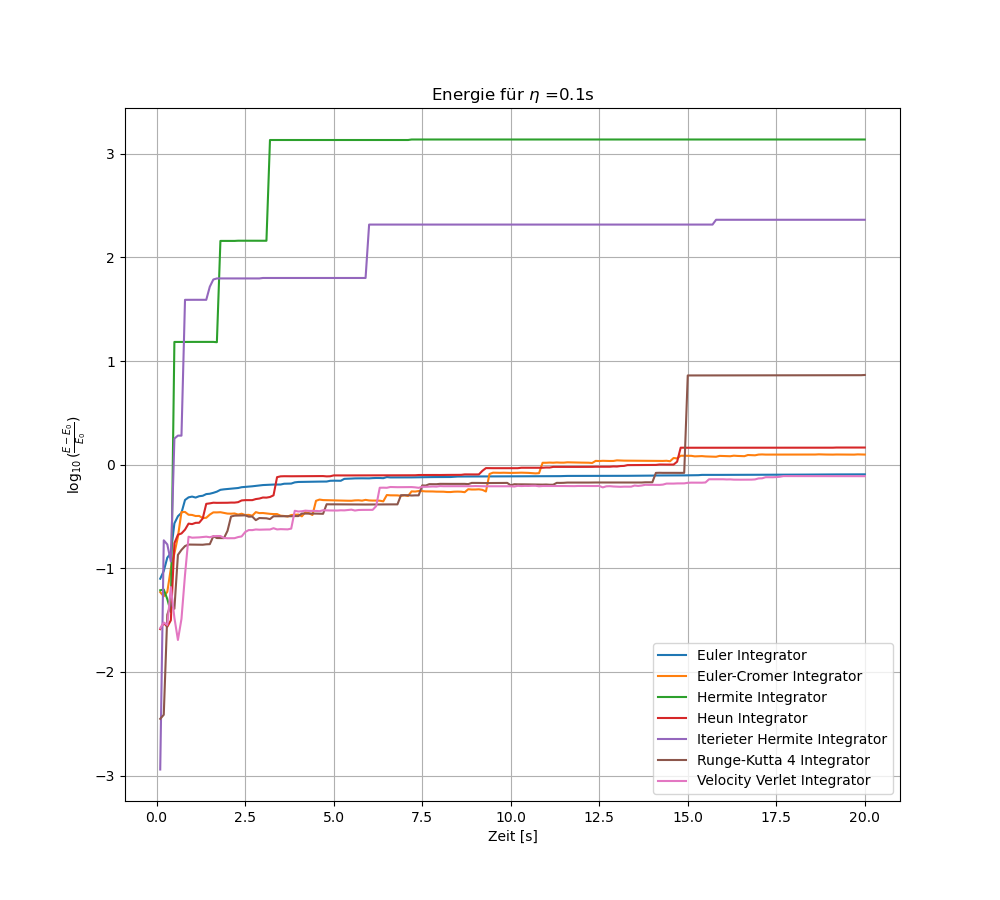 Energie für η =0.1s
3
2
1
0
−1
−2
−3
log₁₀ (E − E₀ / E₀)
0.0 2.5 5.0 7.5 10.0 12.5 15.0 17.5 20.0
Zeit [s]
Euler Integrator
Euler-Cromer Integrator
Hermite Integrator
Heun Integrator
Iterieter Hermite Integrator
Runge-Kutta 4 Integrator
Velocity Verlet Integrator